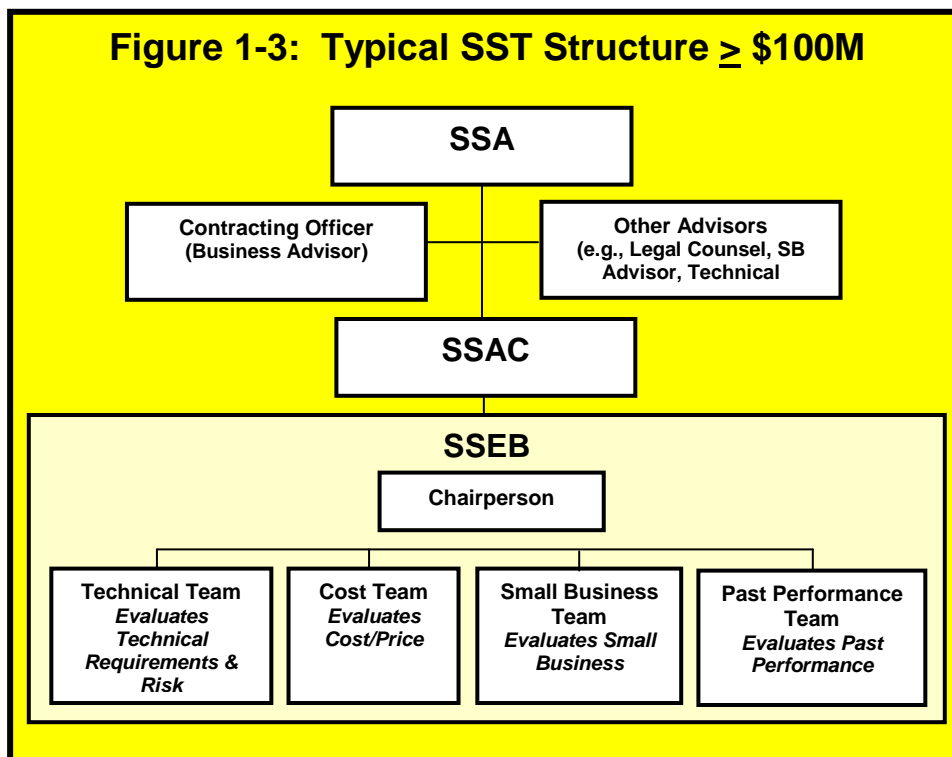 Figure 1-3: Typical SST Structure ≥ $100M
SSA
Contracting Officer
(Business Advisor)
Other Advisors
(e.g., Legal Counsel, SB
Advisor, Technical
SSAC
SSEB
Chairperson
Technical Team
Evaluates
Technical
Requirements &
Risk
Cost Team
Evaluates
Cost/Price
Small Business
Team
Evaluates Small
Business
Past Performance
Team
Evaluates Past
Performance